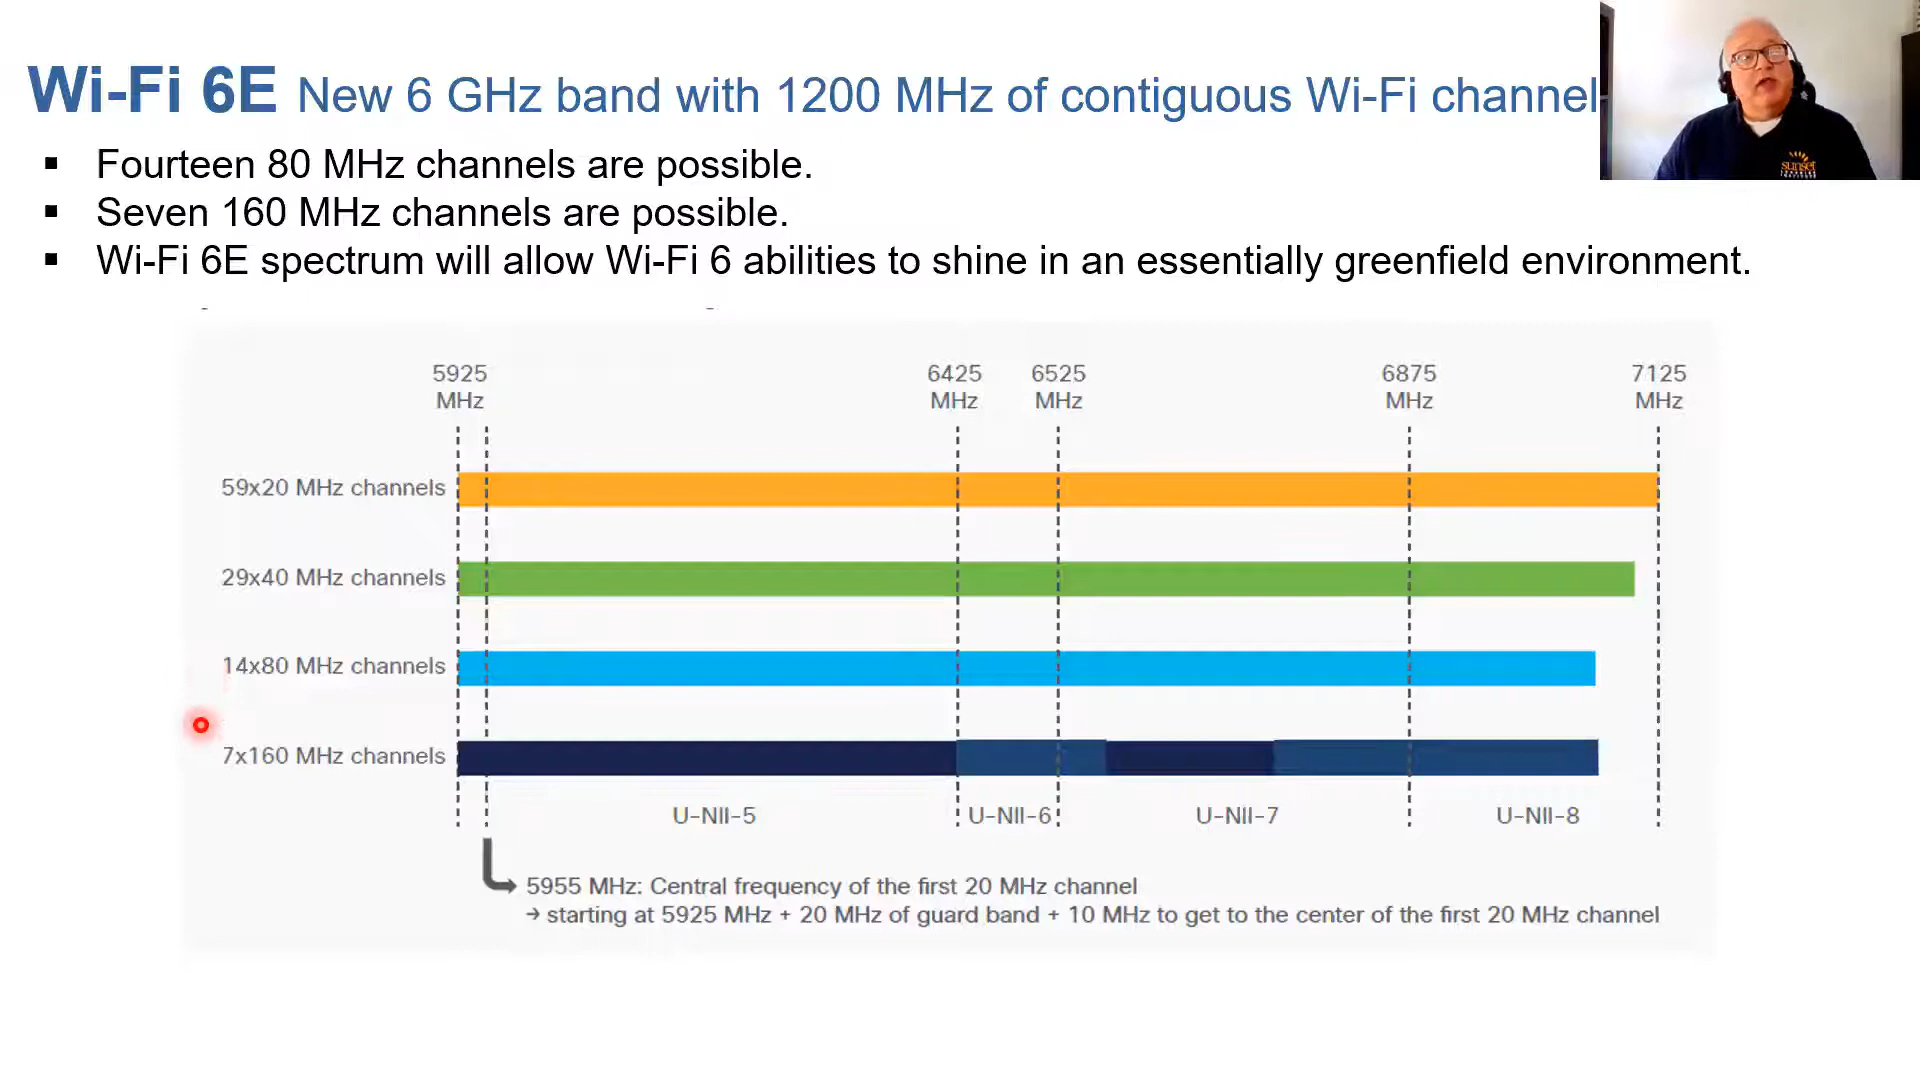 Wi-Fi 6E New 6 GHz band with 1200 MHz of contiguous Wi-Fi channel
▪ Fourteen 80 MHz channels are possible.
▪ Seven 160 MHz channels are possible.
▪ Wi-Fi 6E spectrum will allow Wi-Fi 6 abilities to shine in an essentially greenfield environment.
sunset
5925 MHz
6425 MHz
6525 MHz
6875 MHz
7125 MHz
59x20 MHz channels
29x40 MHz channels
14x80 MHz channels
7x160 MHz channels
U-NII-5
U-NII-6
U-NII-7
U-NII-8
5955 MHz: Central frequency of the first 20 MHz channel
→ starting at 5925 MHz + 20 MHz of guard band + 10 MHz to get to the center of the first 20 MHz channel